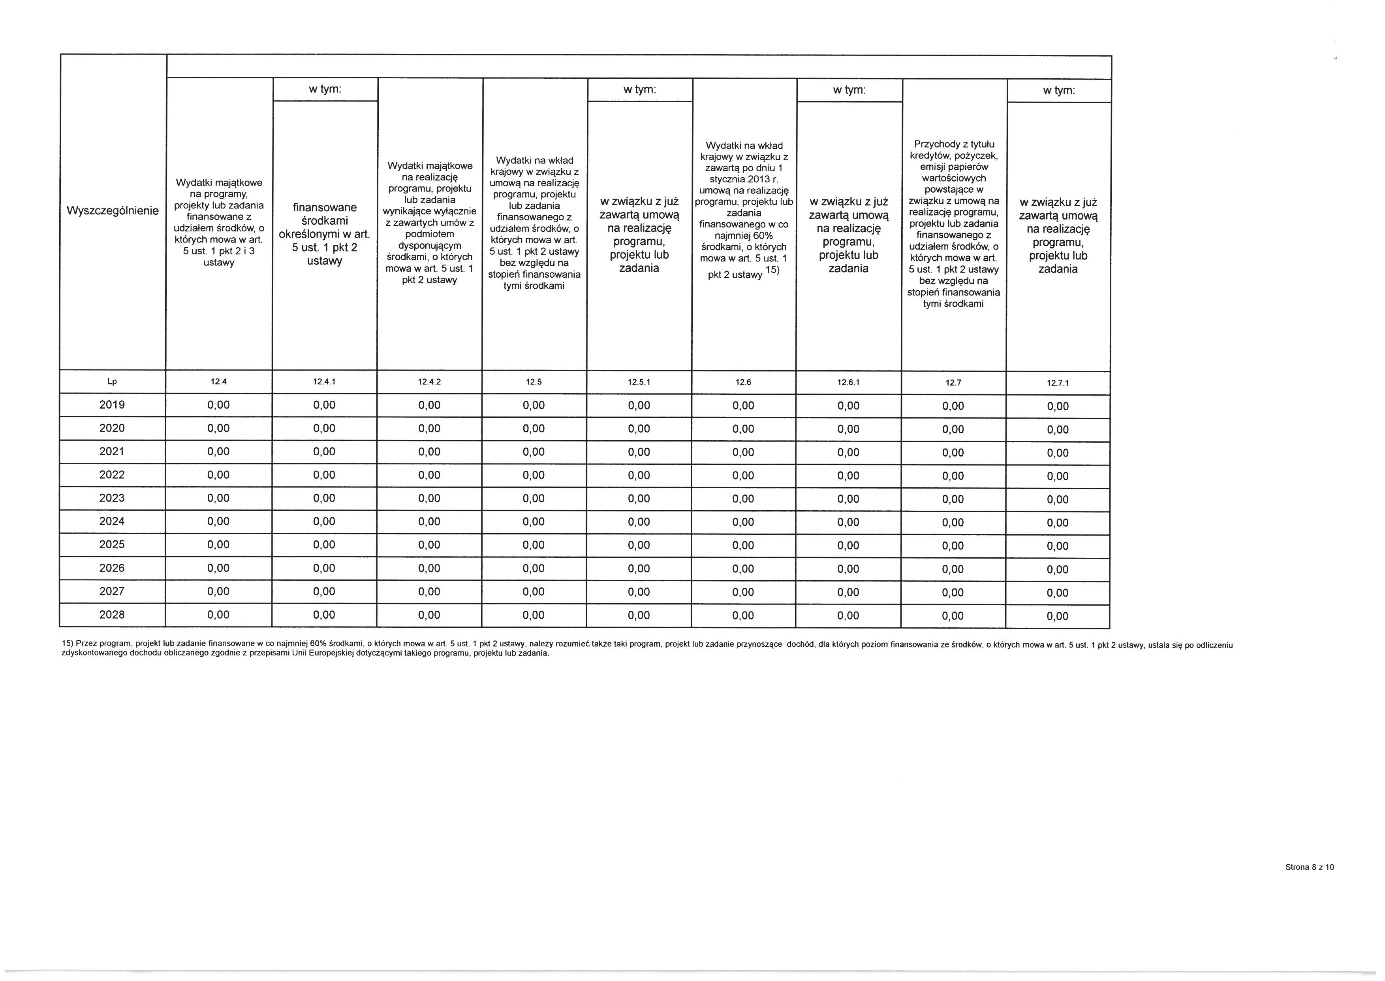 w tym:
w tym:
w tym:
w tym:
Wyszczególnienie
Wydatki majątkowe
na programy,
projekty lub zadania
finansowane z
udziałem środków, o
których mowa w art.
5 ust. 1 pkt 2 i 3
ustawy
finansowane
środkami
określonymi w art.
5 ust. 1 pkt 2
ustawy
Wydatki majątkowe
na realizację
programu, projektu
lub zadania
wynikające wyłącznie
z zawartych umów z
podmiotem
dysponującym
środkami, o których
mowa w art. 5 ust. 1
pkt 2 ustawy
Wydatki na wkład
krajowy w związku z
umową na realizację
programu, projektu
lub zadania
finansowanego z
udziałem środków, o
których mowa w art.
5 ust. 1 pkt 2 ustawy
bez względu na
stopień finansowania
tymi środkami
w związku z już
zawartą umową
na realizację
programu,
projektu lub
zadania
Wydatki na wkład
krajowy w związku z
zawartą po dniu 1
stycznia 2013 r.
umową na realizację
programu, projektu lub
zadania
finansowanego w co
najmniej 60%
środkami, o których
mowa w art. 5 ust. 1
pkt 2 ustawy 15)
w związku z już
zawartą umową
na realizację
programu,
projektu lub
zadania
Przychody z tytułu
kredytów, pożyczek,
emisji papierów
wartościowych
powstające w
związku z umową na
realizację programu,
projektu lub zadania
finansowanego z
udziałem środków, o
których mowa w art.
5 ust. 1 pkt 2 ustawy
bez względu na
stopień finansowania
tymi środkami
w związku z już
zawartą umową
na realizację
programu,
projektu lub
zadania
Lp 12.4 12.4.1 12.4.2 12.5 12.5.1 12.6 12.6.1 12.7 12.7.1
2019 0,00 0,00 0,00 0,00 0,00 0,00 0,00 0,00 0,00
2020 0,00 0,00 0,00 0,00 0,00 0,00 0,00 0,00 0,00
2021 0,00 0,00 0,00 0,00 0,00 0,00 0,00 0,00 0,00
2022 0,00 0,00 0,00 0,00 0,00 0,00 0,00 0,00 0,00
2023 0,00 0,00 0,00 0,00 0,00 0,00 0,00 0,00 0,00
2024 0,00 0,00 0,00 0,00 0,00 0,00 0,00 0,00 0,00
2025 0,00 0,00 0,00 0,00 0,00 0,00 0,00 0,00 0,00
2026 0,00 0,00 0,00 0,00 0,00 0,00 0,00 0,00 0,00
2027 0,00 0,00 0,00 0,00 0,00 0,00 0,00 0,00 0,00
2028 0,00 0,00 0,00 0,00 0,00 0,00 0,00 0,00 0,00
15) Przez program, projekt lub zadanie finansowane w co najmniej 60% środkami, o których mowa w art. 5 ust. 1 pkt 2 ustawy, należy rozumieć także taki program, projekt lub zadanie przynoszące dochód, dla których poziom finansowania ze środków, o których mowa w art. 5 ust. 1 pkt 2 ustawy, ustala się po odliczeniu
zdyskontowanego dochodu obliczanego zgodnie z przepisami Unii Europejskiej dotyczącymi takiego programu, projektu lub zadania.
Strona 8 z 10